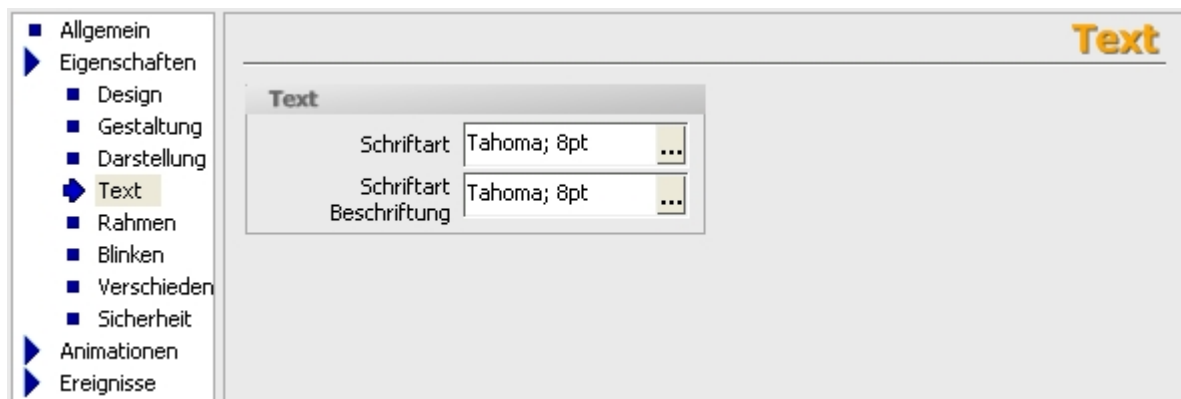 Allgemein
Eigenschaften
Design
Gestaltung
Darstellung
Text
Rahmen
Blinken
Verschieden
Sicherheit
Animationen
Ereignisse
Text
Text
Schriftart Tahoma; 8pt ...
Schriftart Beschriftung Tahoma; 8pt ...